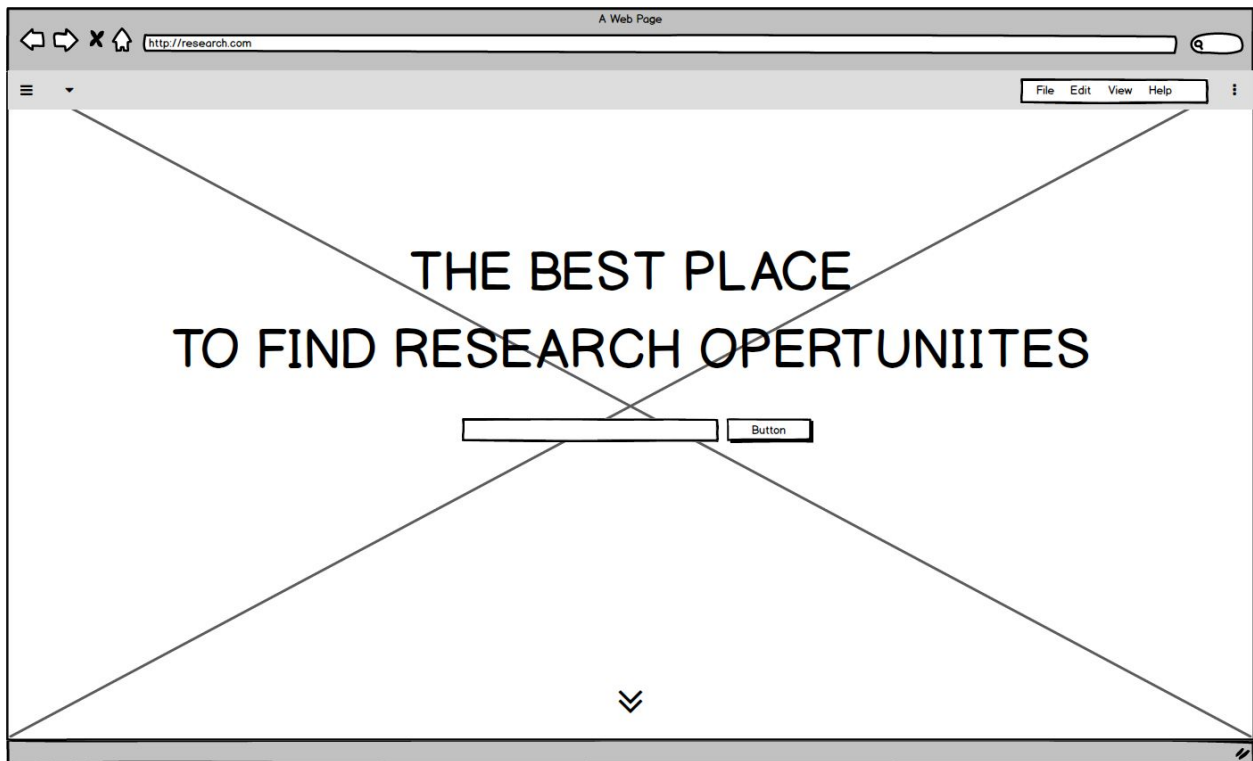 A Web Page
http://research.com
File Edit View Help
THE BEST PLACE
TO FIND RESEARCH OPERTUNIITES
Button